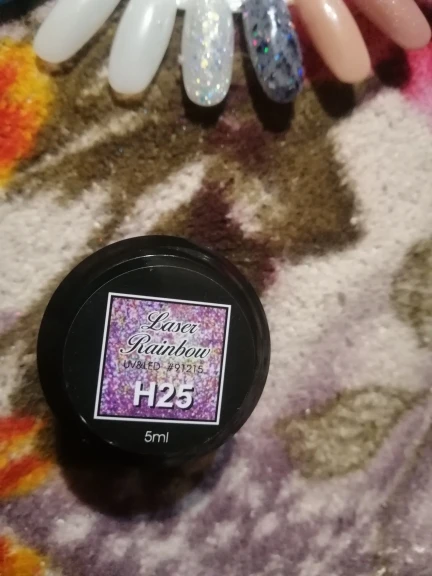 Laser
Rainbow
UV&LED #91215
H25
5ml